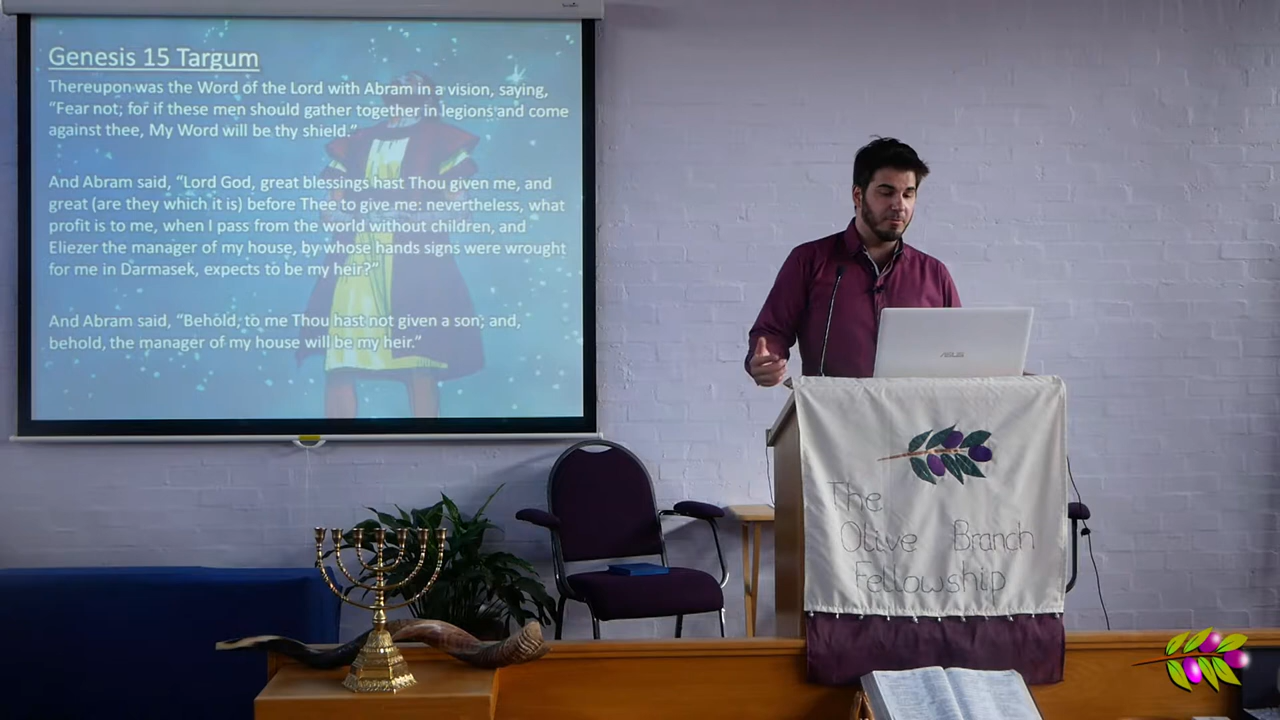 Genesis 15 Targum
Thereupon was the Word of the Lord with Abram in a vision, saying,
“Fear not; for if these men should gather together in legions and come
against thee, My Word will be thy shield.”
And Abram said, “Lord God, great blessings hast Thou given me, and
great (are they which it is) before Thee to give me: nevertheless, what
profit is to me, when I pass from the world without children, and
Eliezer the manager of my house, by whose hands signs were wrought
for me in Darmasek, expects to be my heir?”
And Abram said, “Behold, to me Thou hast not given a son; and,
behold, the manager of my house will be my heir.”
ASUS
The
Olive Branch
Fellowship